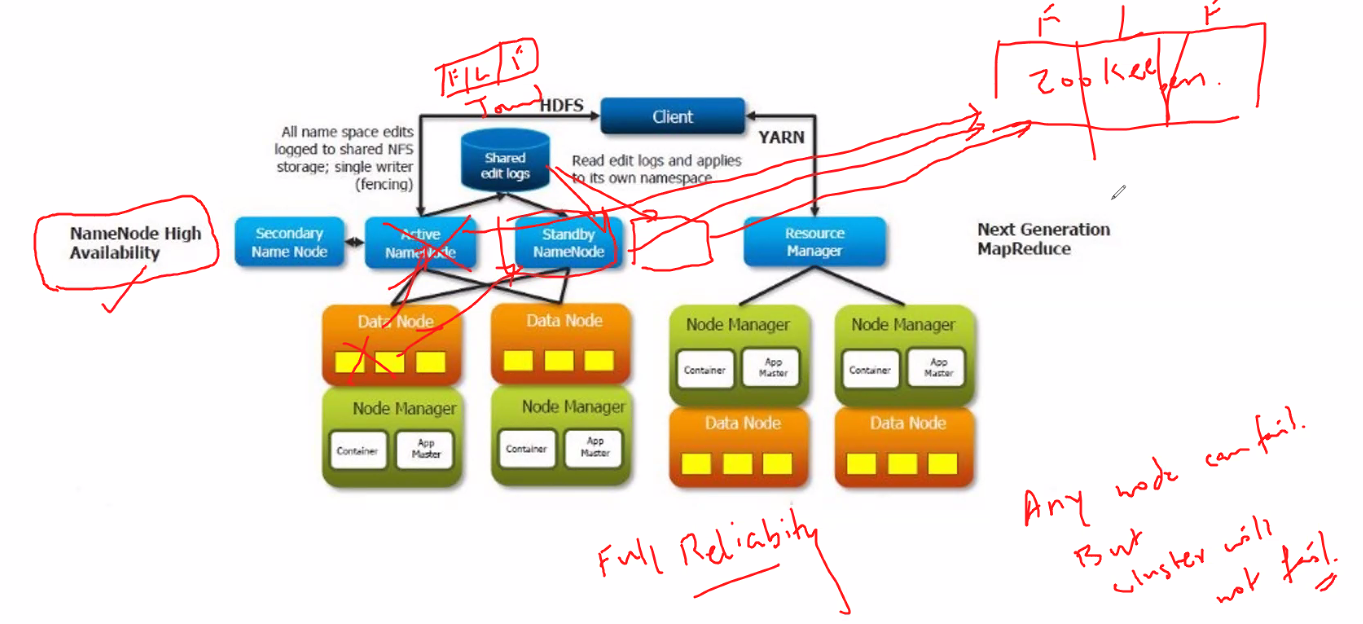 F L F
Zookeeper.
F L F
HDFS
Client
YARN
All name space edits
logged to shared NFS
storage; single writer
(fencing)
Shared
edit logs
Read edit logs and applies
to its own namespace
NameNode High
Availability
Secondary
Name Node
Active
NameNode
Standby
NameNode
Resource
Manager
Next Generation
MapReduce
Data Node
Data Node
Node Manager
Container
App
Master
Node Manager
Container
App
Master
Node Manager
Container
App
Master
Node Manager
Container
App
Master
Data Node
Data Node
Full Reliability
Any node can fail.
But
cluster will
not fail.